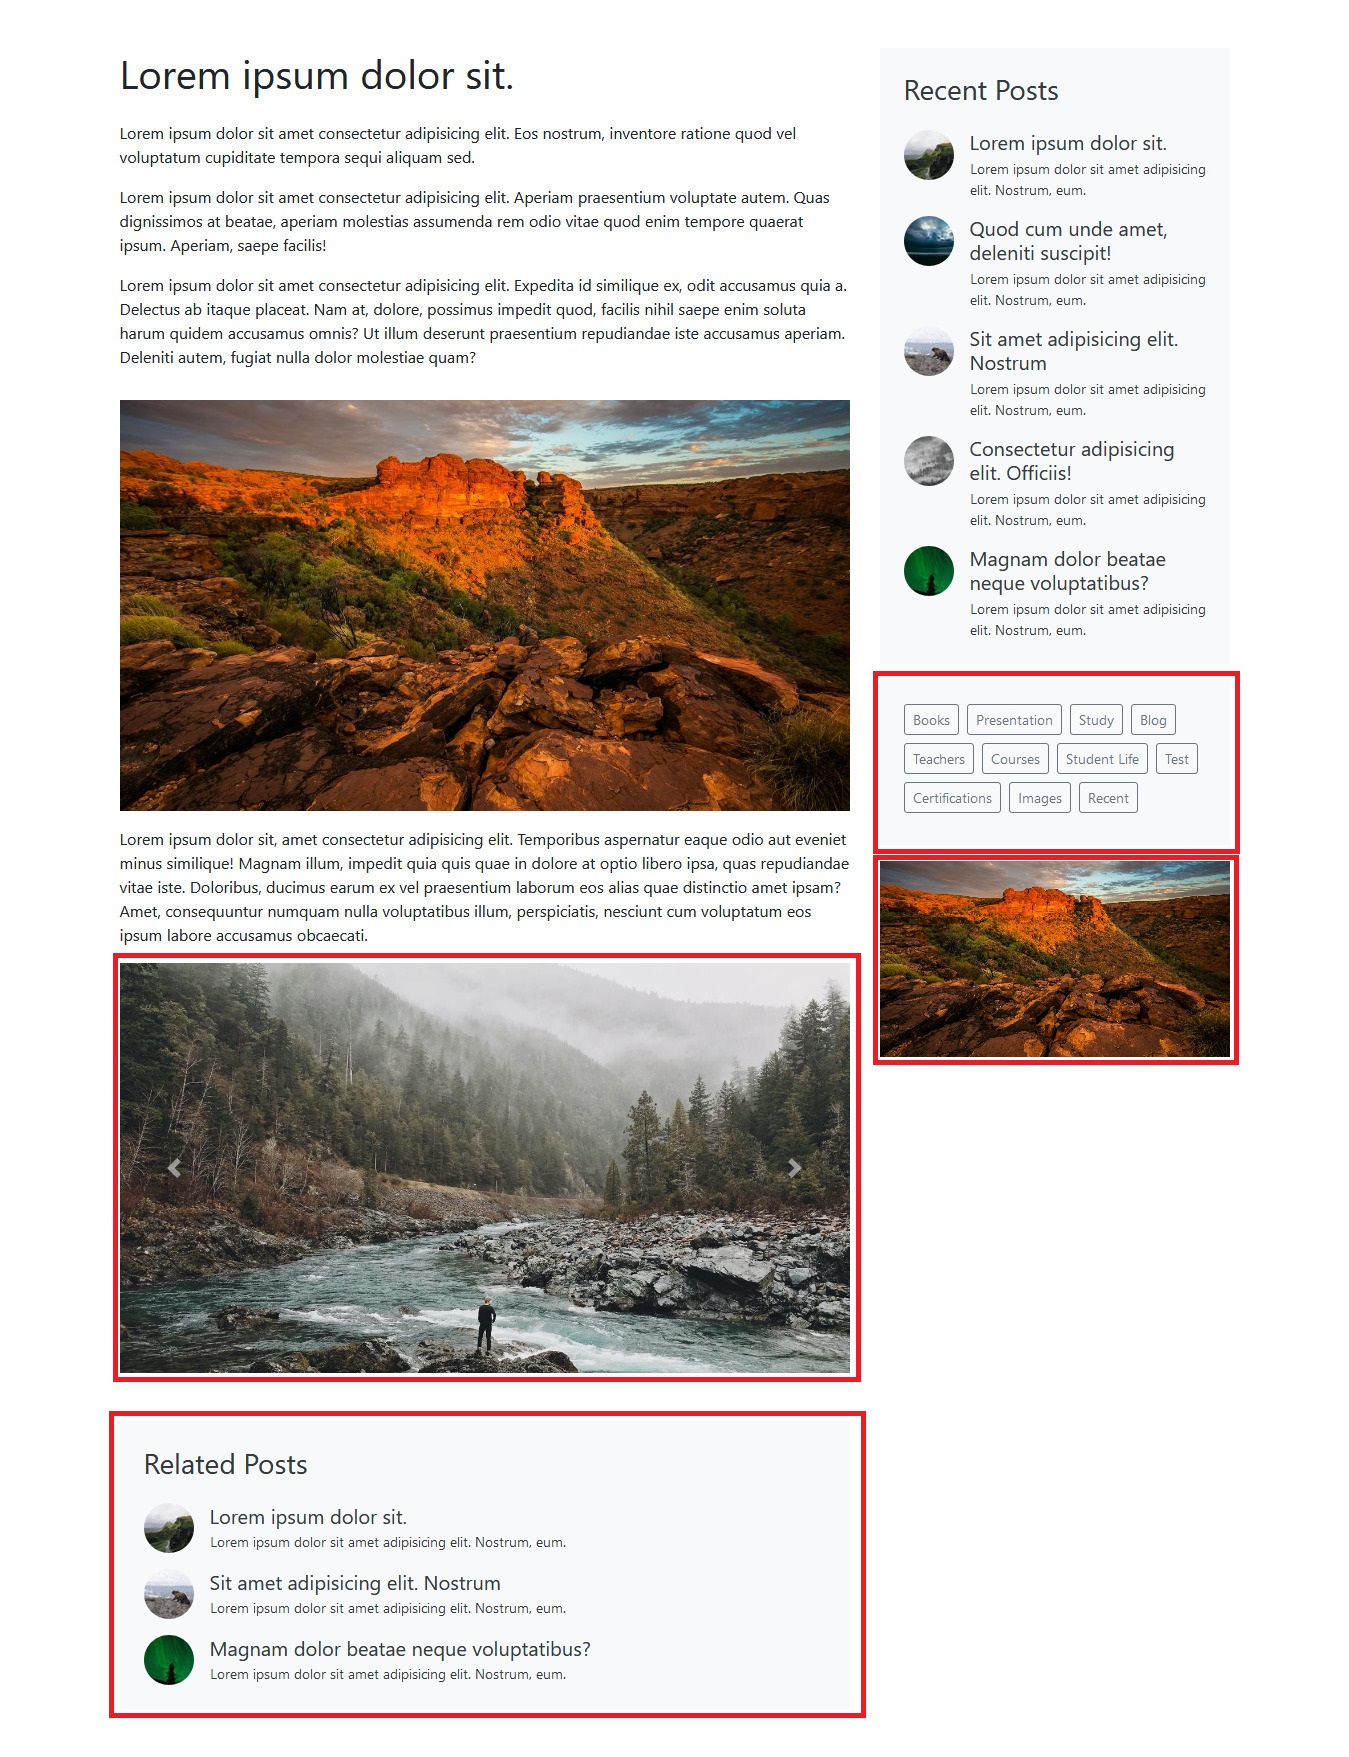 Lorem ipsum dolor sit.
Lorem ipsum dolor sit amet consectetur adipisicing elit. Eos nostrum, inventore ratione quod vel
voluptatum cupiditate tempora sequi aliquam sed.
Lorem ipsum dolor sit amet consectetur adipisicing elit. Aperiam praesentium voluptate autem. Quas
dignissimos at beatae, aperiam molestias assumenda rem odio vitae quod enim tempore quaerat
ipsum. Aperiam, saepe facilis!
Lorem ipsum dolor sit amet consectetur adipisicing elit. Expedita id similique ex, odit accusamus quia a.
Delectus ab itaque placeat. Nam at, dolore, possimus impedit quod, facilis nihil saepe enim soluta
harum quidem accusamus omnis? Ut illum deserunt praesentium repudiandae iste accusamus aperiam.
Deleniti autem, fugiat nulla dolor molestiae quam?
Lorem ipsum dolor sit, amet consectetur adipisicing elit. Temporibus aspernatur eaque odio aut eveniet
minus similique! Magnam illum, impedit quia quis quae in dolore at optio libero ipsa, quas repudiandae
vitae iste. Doloribus, ducimus earum ex vel praesentium laborum eos alias quae distinctio amet ipsam?
Amet, consequuntur numquam nulla voluptatibus illum, perspiciatis, nesciunt cum voluptatum eos
ipsum labore accusamus obcaecati.
Related Posts
Lorem ipsum dolor sit.
Lorem ipsum dolor sit amet adipisicing elit. Nostrum, eum.
Sit amet adipisicing elit. Nostrum
Lorem ipsum dolor sit amet adipisicing elit. Nostrum, eum.
Magnam dolor beatae neque voluptatibus?
Lorem ipsum dolor sit amet adipisicing elit. Nostrum, eum.
Recent Posts
Lorem ipsum dolor sit.
Lorem ipsum dolor sit amet adipisicing
elit. Nostrum, eum.
Quod cum unde amet,
deleniti suscipit!
Lorem ipsum dolor sit amet adipisicing
elit. Nostrum, eum.
Sit amet adipisicing elit.
Nostrum
Lorem ipsum dolor sit amet adipisicing
elit. Nostrum, eum.
Consectetur adipisicing
elit. Officiis!
Lorem ipsum dolor sit amet adipisicing
elit. Nostrum, eum.
Magnam dolor beatae
neque voluptatibus?
Lorem ipsum dolor sit amet adipisicing
elit. Nostrum, eum.
Books Presentation Study Blog
Teachers Courses Student Life Test
Certifications Images Recent